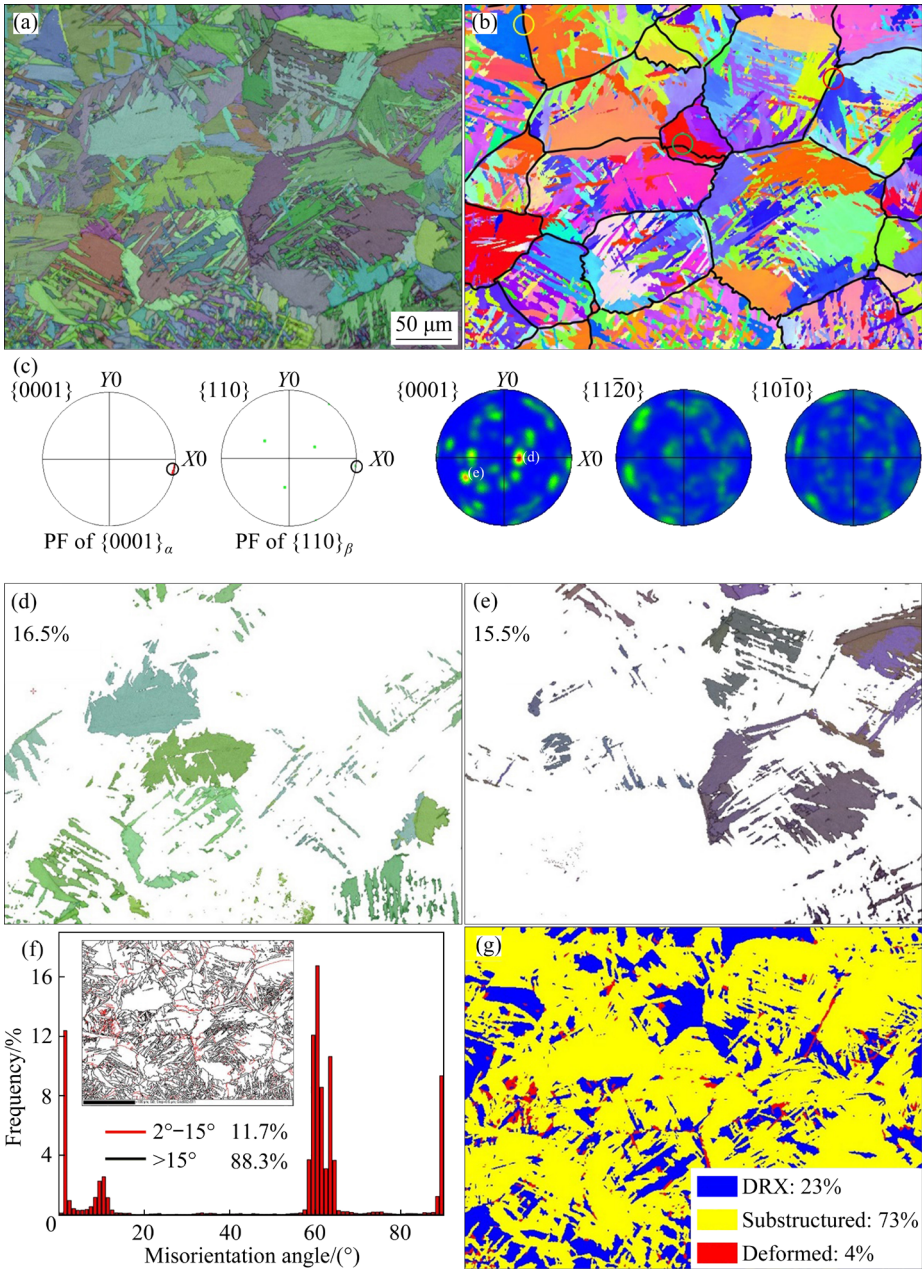 (a)
(b)
50 μm
(c)
{0001}
Y0
X0
PF of {0001}α
{110}
Y0
X0
PF of {110}β
{0001}
Y0
X0
(d)
(e)
{112̅0}
{101̅0}
(d)
16.5%
(e)
15.5%
(f)
16
12
8
4
0
20
40
60
80
Frequency/%
Misorientation angle/(°)
2°−15° 11.7%
>15° 88.3%
(g)
DRX: 23%
Substructured: 73%
Deformed: 4%